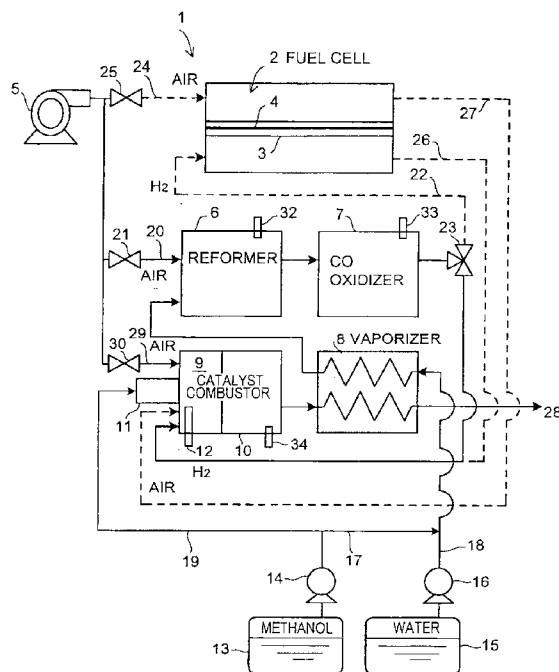 1
25
24
AIR
2 FUEL CELL
5
4
27
3
26
22
H2
6
32
7
33
23
21
20
REFORMER
CO
OXIDIZER
AIR
30
29
AIR
8 VAPORIZER
9
CATALYST
COMBUSTOR
11
28
12
10
34
H2
AIR
19
17
18
14
16
METHANOL
WATER
13
15